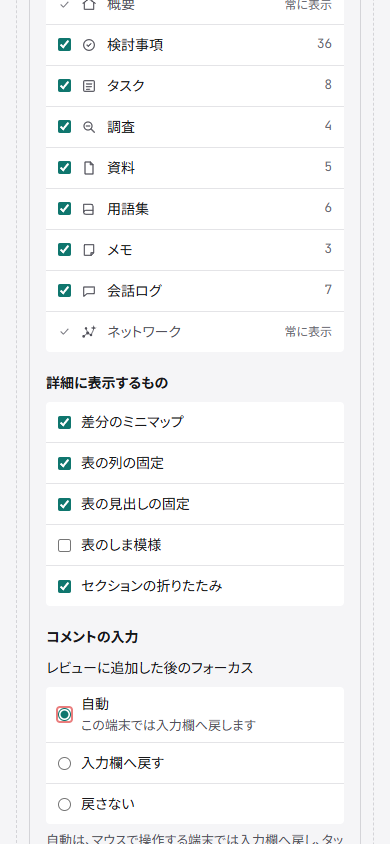 概要 常に表示
検討事項 36
タスク 8
調査 4
資料 5
用語集 6
メモ 3
会話ログ 7
ネットワーク 常に表示
詳細に表示するもの
差分のミニマップ
表の列の固定
表の見出しの固定
表のしま模様
セクションの折りたたみ
コメントの入力
レビューに追加した後のフォーカス
自動
この端末では入力欄へ戻します
入力欄へ戻す
戻さない
自動は、マウスで操作する端末では入力欄へ戻し、タッ